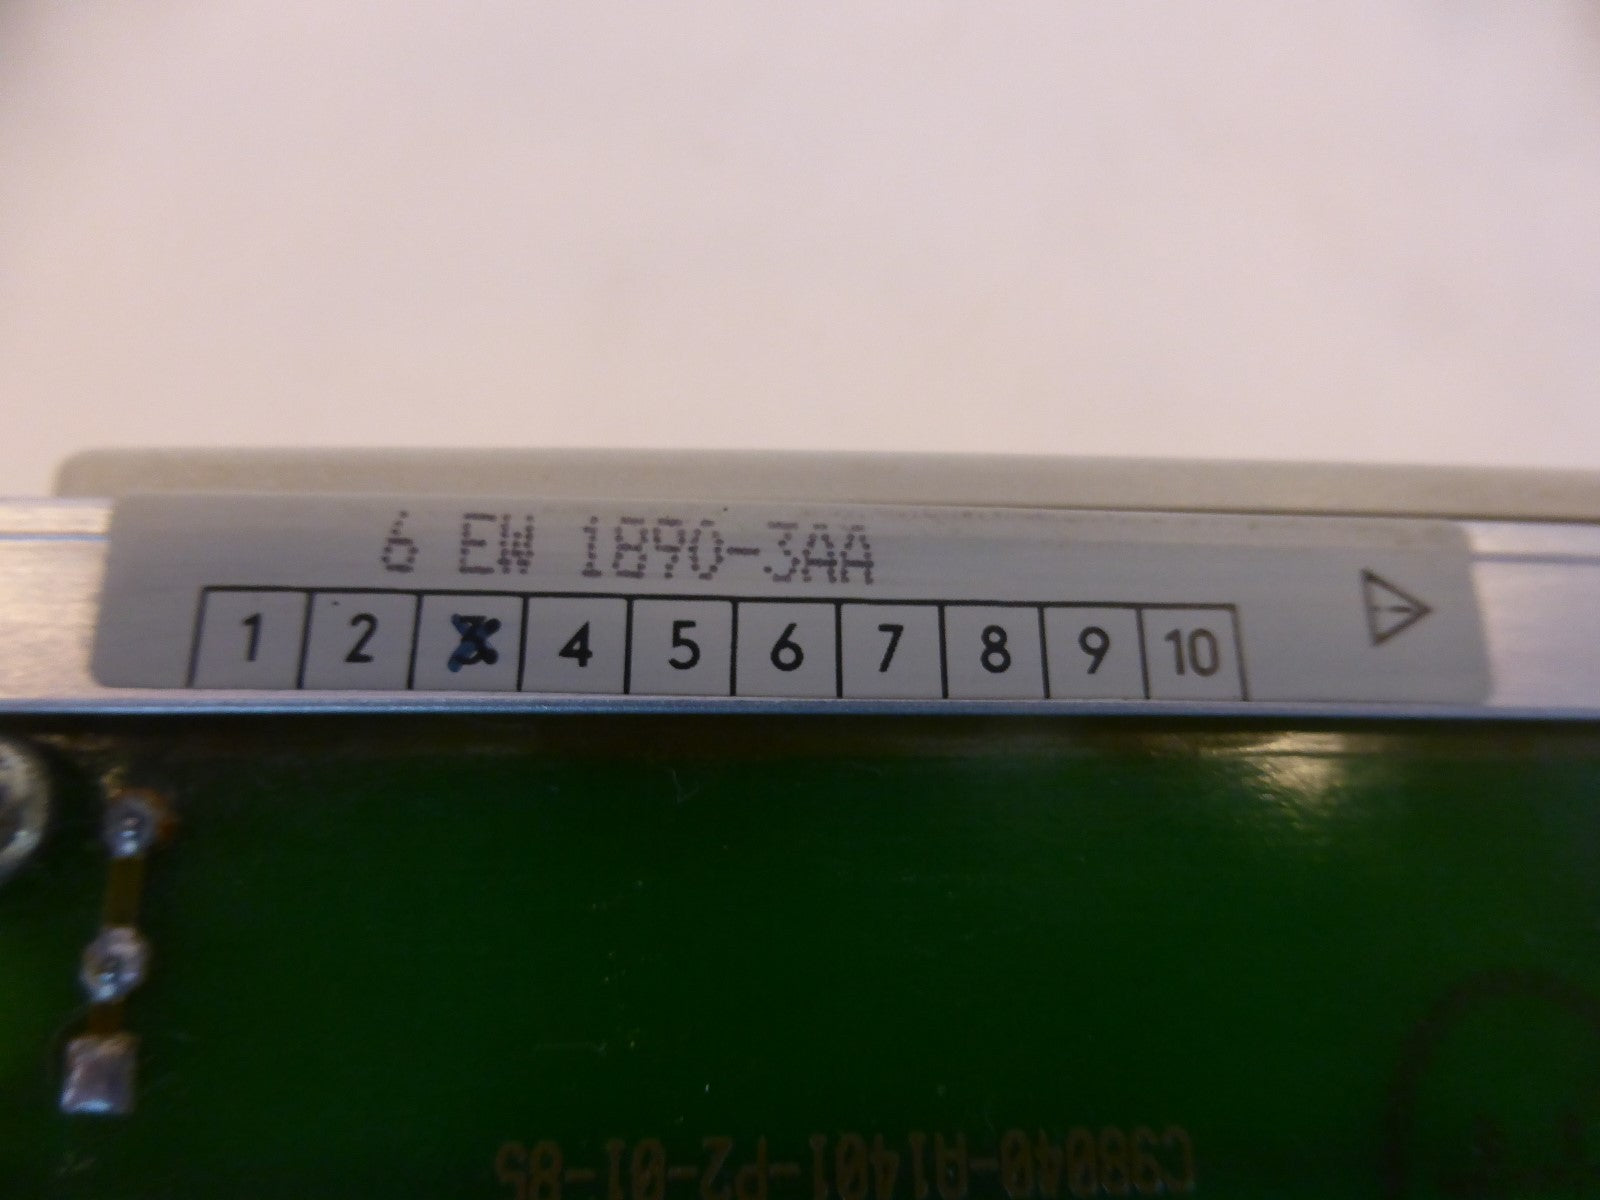 6 EW 1890-3AA
1 2 3 4 5 6 7 8 9 10
C98040-A1401-P2-01-85